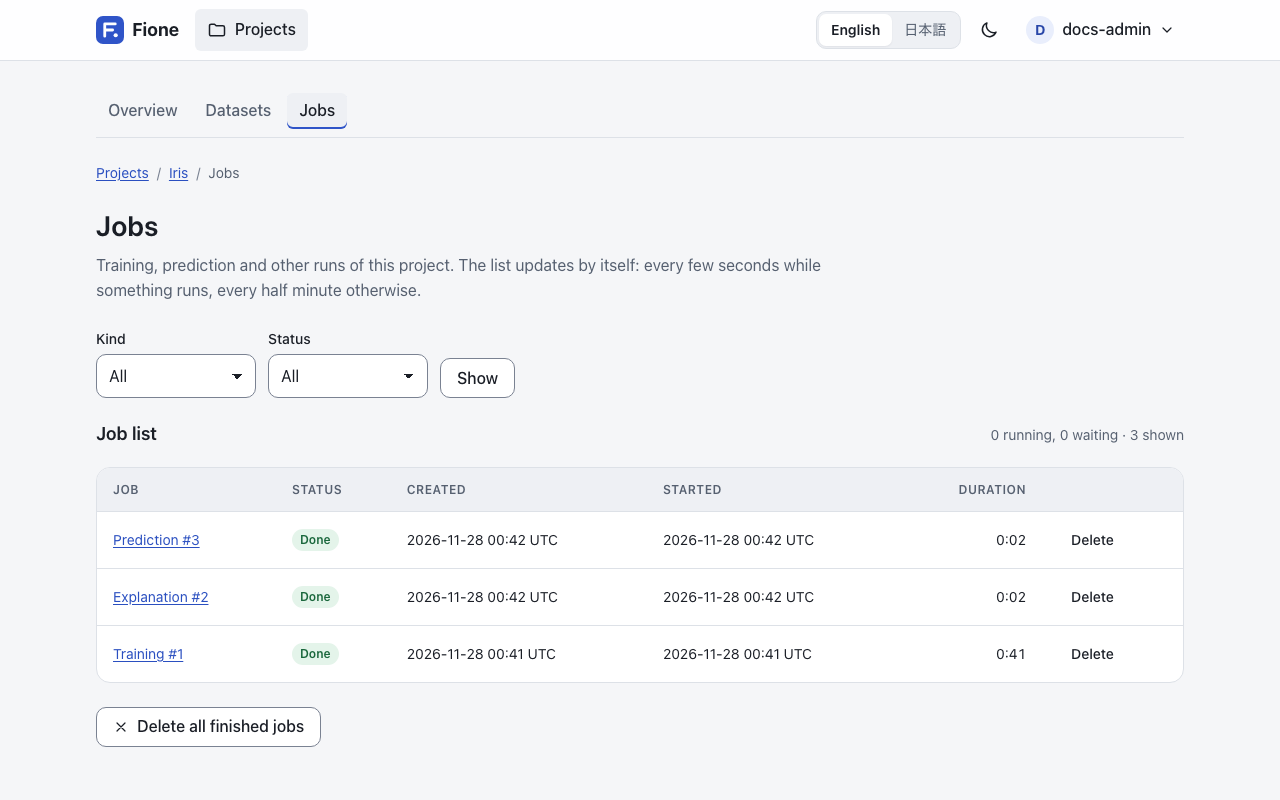 F. Fione
Projects
English
日本語
D docs-admin
Overview
Datasets
Jobs
Projects / Iris / Jobs
Jobs
Training, prediction and other runs of this project. The list updates by itself: every few seconds while
something runs, every half minute otherwise.
Kind
Status
All
All
Show
Job list
0 running, 0 waiting · 3 shown
JOB STATUS CREATED STARTED DURATION
Prediction #3 Done 2026-11-28 00:42 UTC 2026-11-28 00:42 UTC 0:02 Delete
Explanation #2 Done 2026-11-28 00:42 UTC 2026-11-28 00:42 UTC 0:02 Delete
Training #1 Done 2026-11-28 00:41 UTC 2026-11-28 00:41 UTC 0:41 Delete
Delete all finished jobs